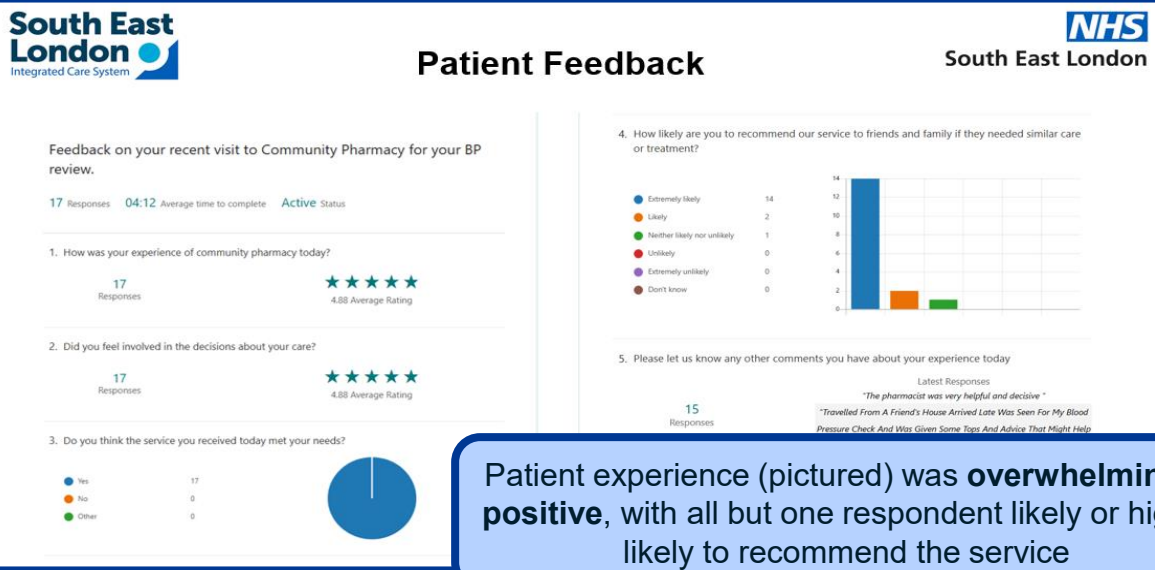 South East
London
Integrated Care System
Patient Feedback
NHS
South East London
Feedback on your recent visit to Community Pharmacy for your BP
review.
17 Responses 04:12 Average time to complete Active Status
1. How was your experience of community pharmacy today?
17
Responses
4.88 Average Rating
2. Did you feel involved in the decisions about your care?
17
Responses
4.88 Average Rating
3. Do you think the service you received today met your needs?
Yes 17
No 0
Other 0
4. How likely are you to recommend our service to friends and family if they needed similar care
or treatment?
Extremely likely 14
Likely 2
Neither likely nor unlikely 1
Unlikely 0
Extremely unlikely 0
Don't know 0
14
12
10
8
6
4
2
0
5. Please let us know any other comments you have about your experience today
15
Responses
Latest Responses
"The pharmacist was very helpful and decisive "
"Travelled From A Friend's House Arrived Late Was Seen For My Blood
Pressure Check And Was Given Some Tops And Advice That Might Help
Patient experience (pictured) was
positive, with all but one respondent likely or
likely to recommend the service